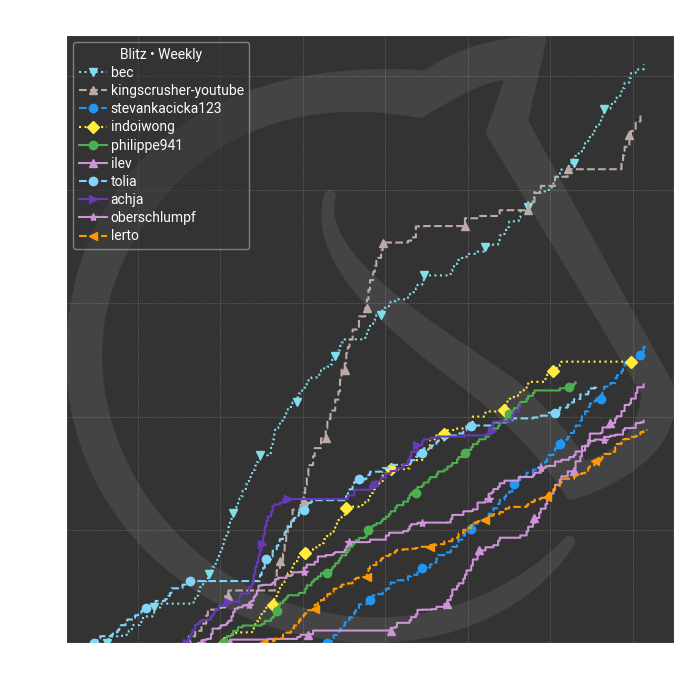 Blitz • Weekly
bec
kingscrusher-youtube
stevankacicka123
indoiwong
philippe941
ilev
tolia
achja
oberschlumpf
lerto